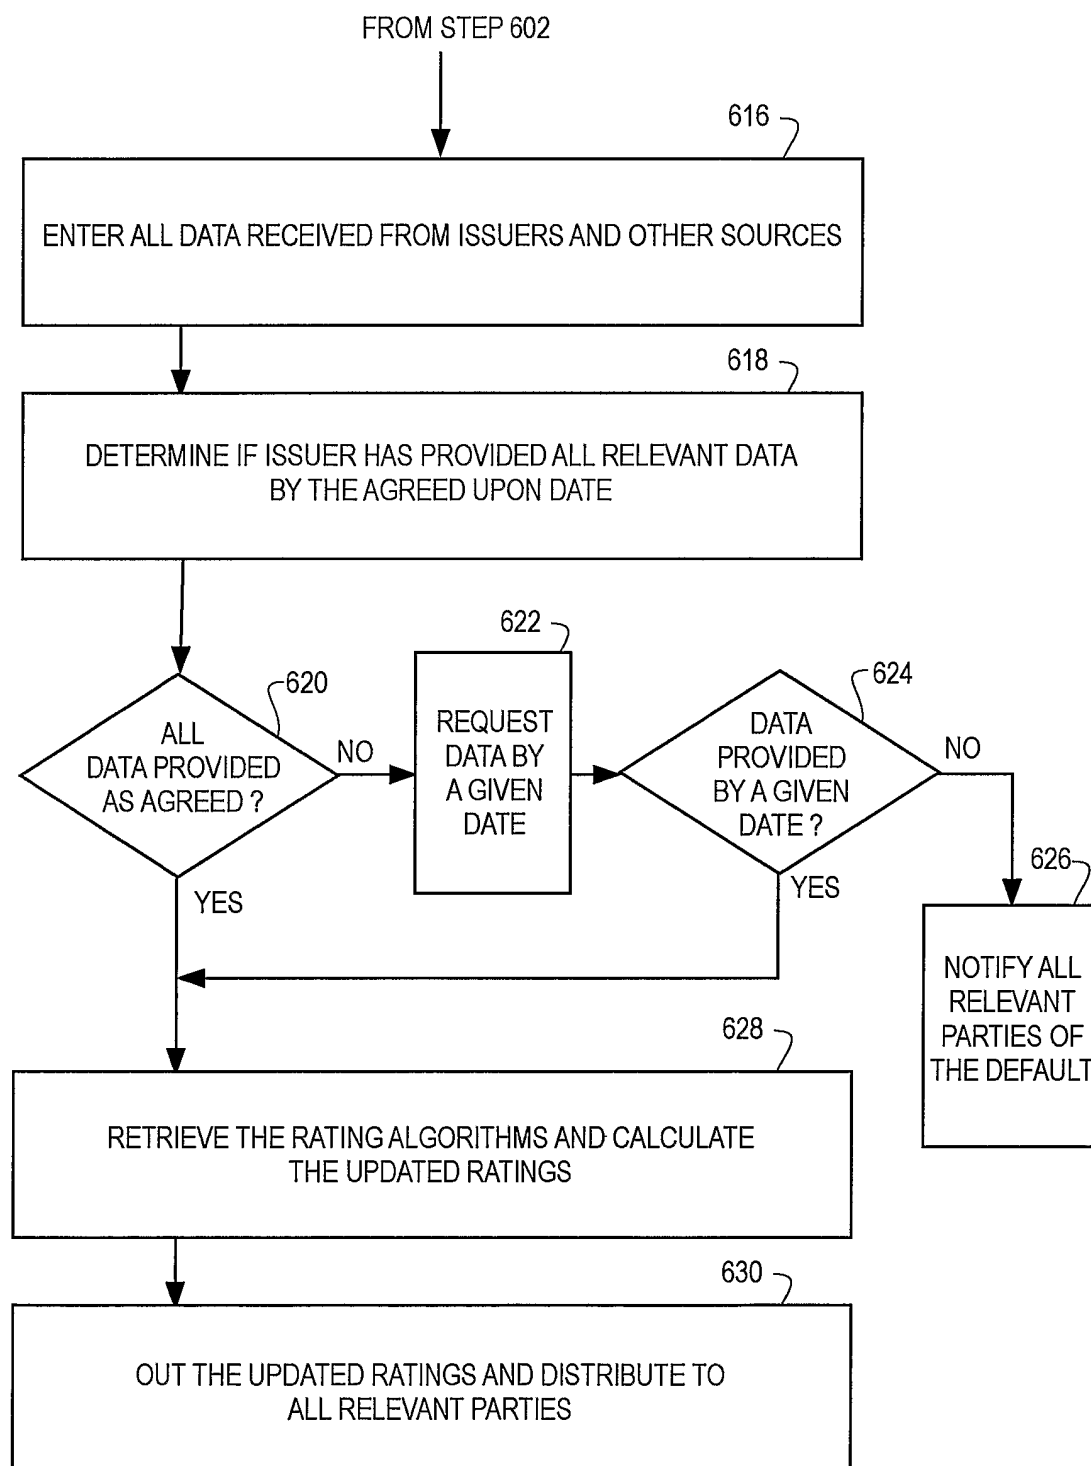 FROM STEP 602
616
ENTER ALL DATA RECEIVED FROM ISSUERS AND OTHER SOURCES
618
DETERMINE IF ISSUER HAS PROVIDED ALL RELEVANT DATA
BY THE AGREED UPON DATE
620
ALL
DATA PROVIDED
AS AGREED ?
NO
YES
622
REQUEST
DATA BY
A GIVEN
DATE
624
DATA
PROVIDED
BY A GIVEN
DATE ?
NO
YES
626
NOTIFY ALL
RELEVANT
PARTIES OF
THE DEFAULT
628
RETRIEVE THE RATING ALGORITHMS AND CALCULATE
THE UPDATED RATINGS
630
OUT THE UPDATED RATINGS AND DISTRIBUTE TO
ALL RELEVANT PARTIES